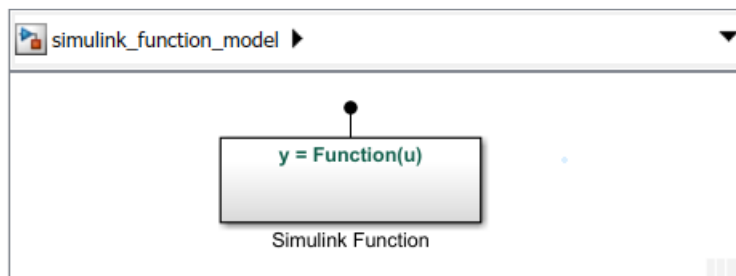 simulink_function_model
y = Function(u)
Simulink Function